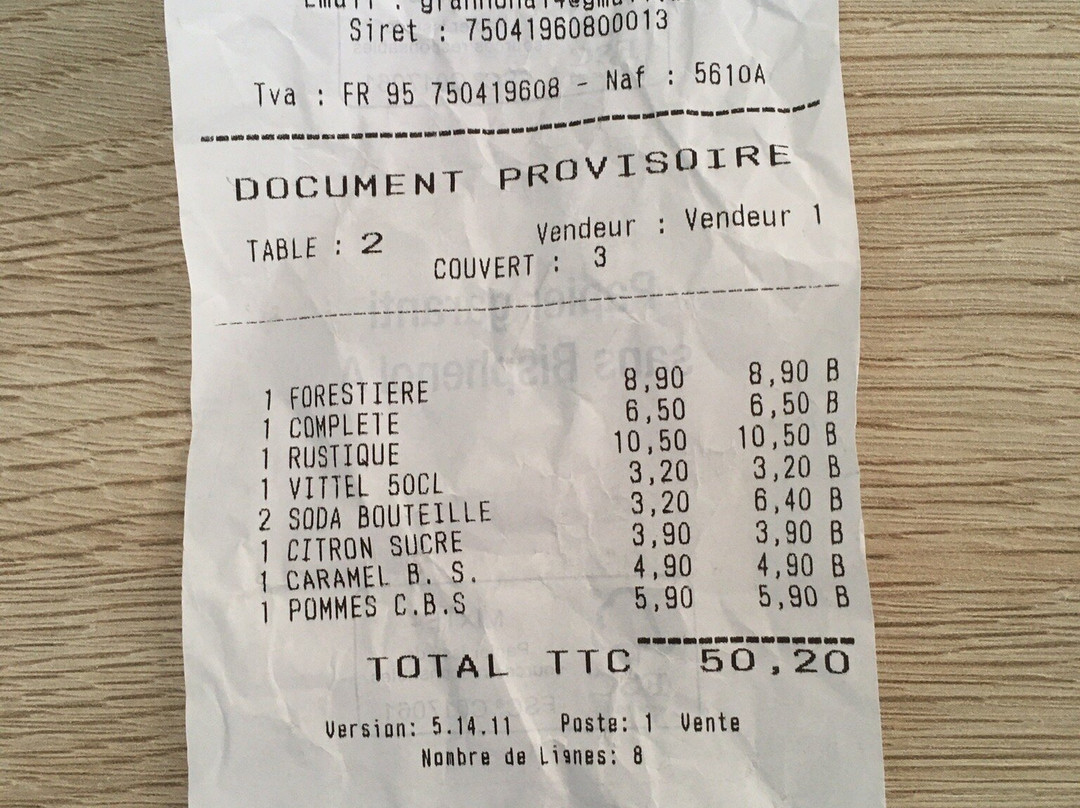 Siret : 75041960800013
Tva : FR 95 750419608 - Naf : 5610A
DOCUMENT PROVISOIRE
TABLE : 2 Vendeur : Vendeur 1
COUVERT : 3
1 FORESTIERE 8,90 8,90 B
1 COMPLETE 6,50 6,50 B
1 RUSTIQUE 10,50 10,50 B
1 VITTEL 50CL 3,20 3,20 B
2 SODA BOUTEILLE 3,20 6,40 B
1 CITRON SUCRE 3,90 3,90 B
1 CARAMEL B. S. 4,90 4,90 B
1 POMMES C.B.S 5,90 5,90 B
TOTAL TTC 50,20
Version: 5.14.11 Poste: 1 Vente
Nombre de Lignes: 8
Papier garanti
sans Bisphenol A